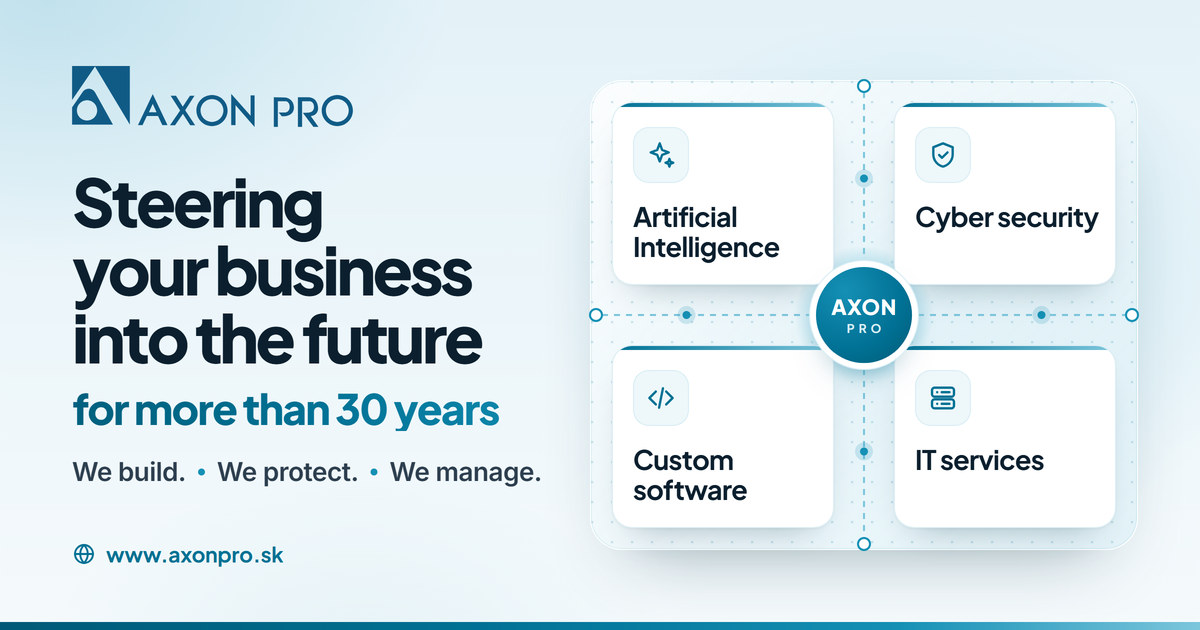 AXON PRO
Steering
your business
into the future
for more than 30 years
We build. • We protect. • We manage.
www.axonpro.sk
Artificial
Intelligence
Cyber security
AXON
PRO
Custom
software
IT services